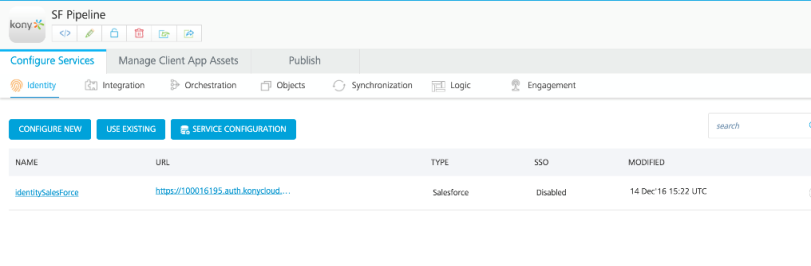 SF Pipeline
kony
Configure Services Manage Client App Assets Publish
Identity Integration Orchestration Objects Synchronization Logic Engagement
CONFIGURE NEW USE EXISTING SERVICE CONFIGURATION search
NAME URL TYPE SSO MODIFIED
identitySalesForce https://100016195.auth.konycloud.... Salesforce Disabled 14 Dec'16 15:22 UTC